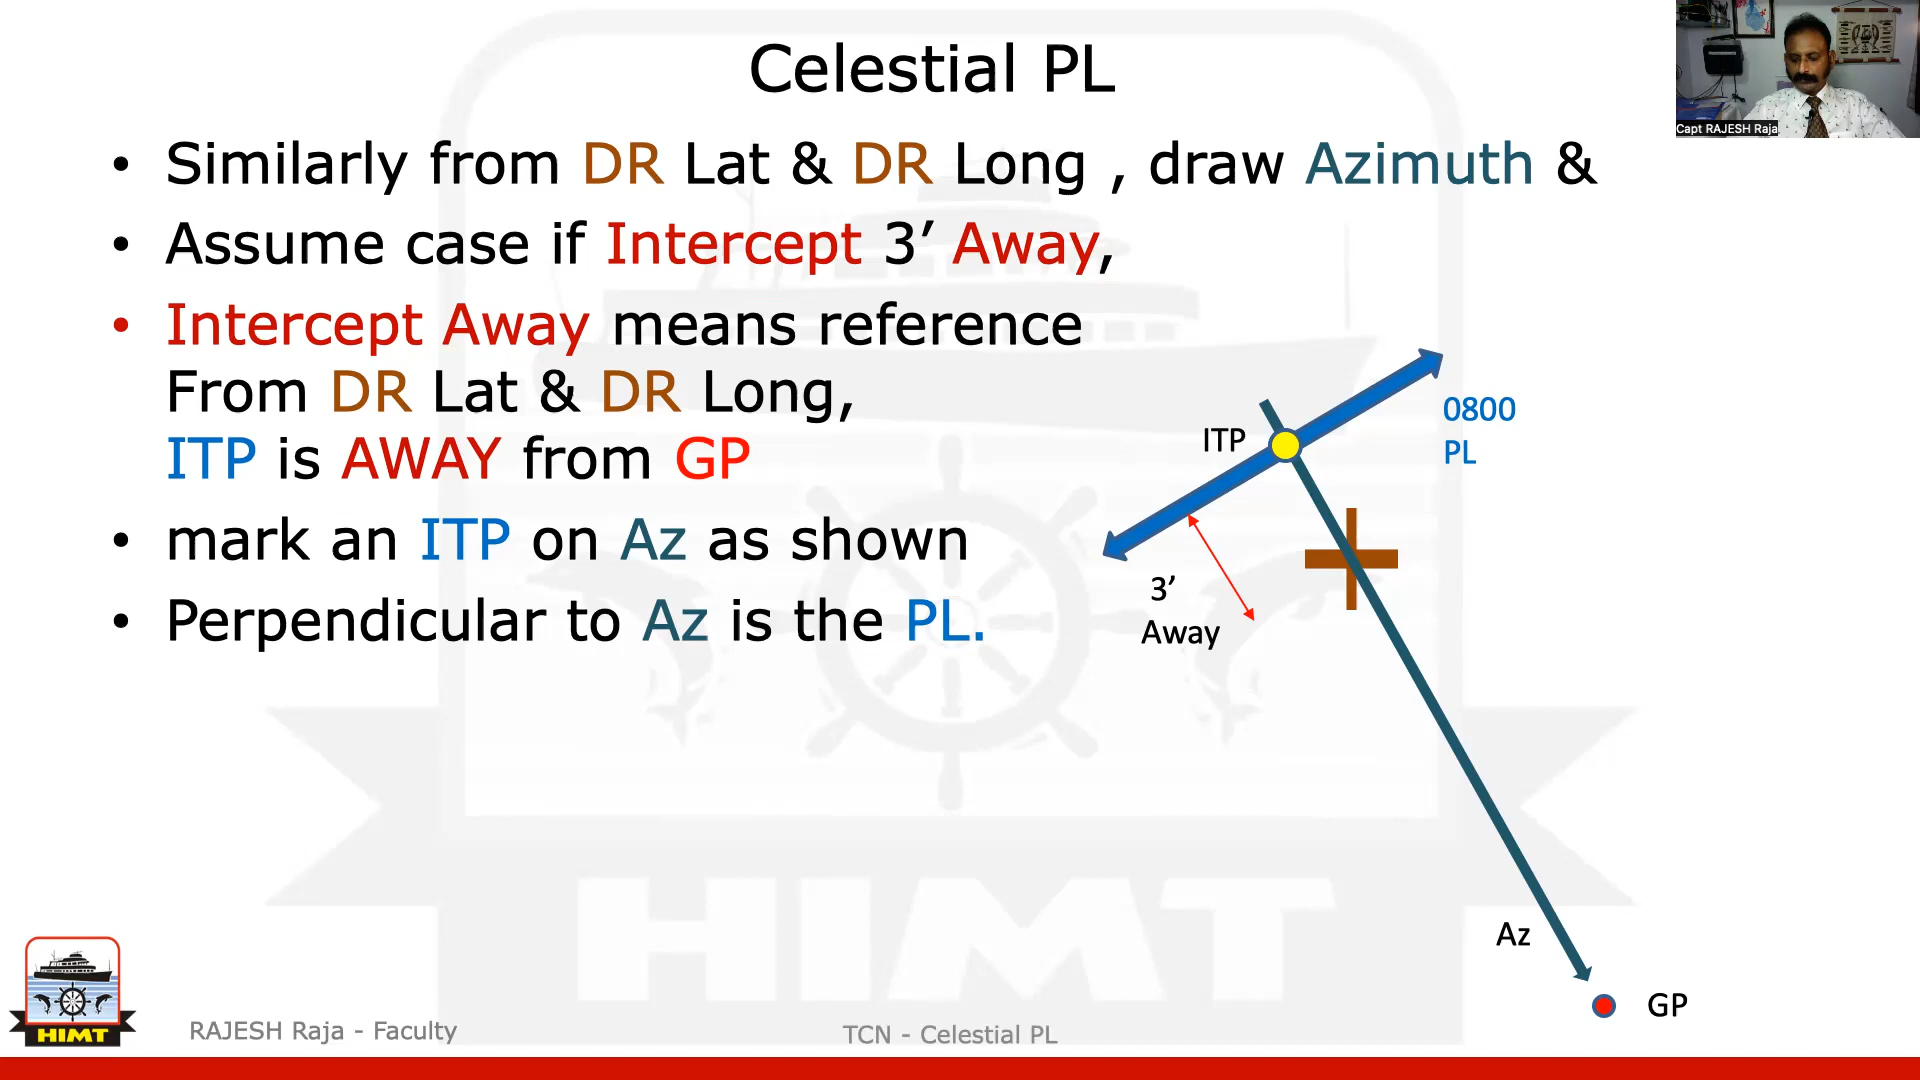 Celestial PL
Capt RAJESH Raja
• Similarly from DR Lat & DR Long , draw Azimuth &
• Assume case if Intercept 3’ Away,
• Intercept Away means reference
From DR Lat & DR Long,
ITP is AWAY from GP
• mark an ITP on Az as shown
• Perpendicular to Az is the PL.
0800
PL
ITP
3’
Away
Az
GP
HIMT
HIMT
RAJESH Raja - Faculty
TCN - Celestial PL